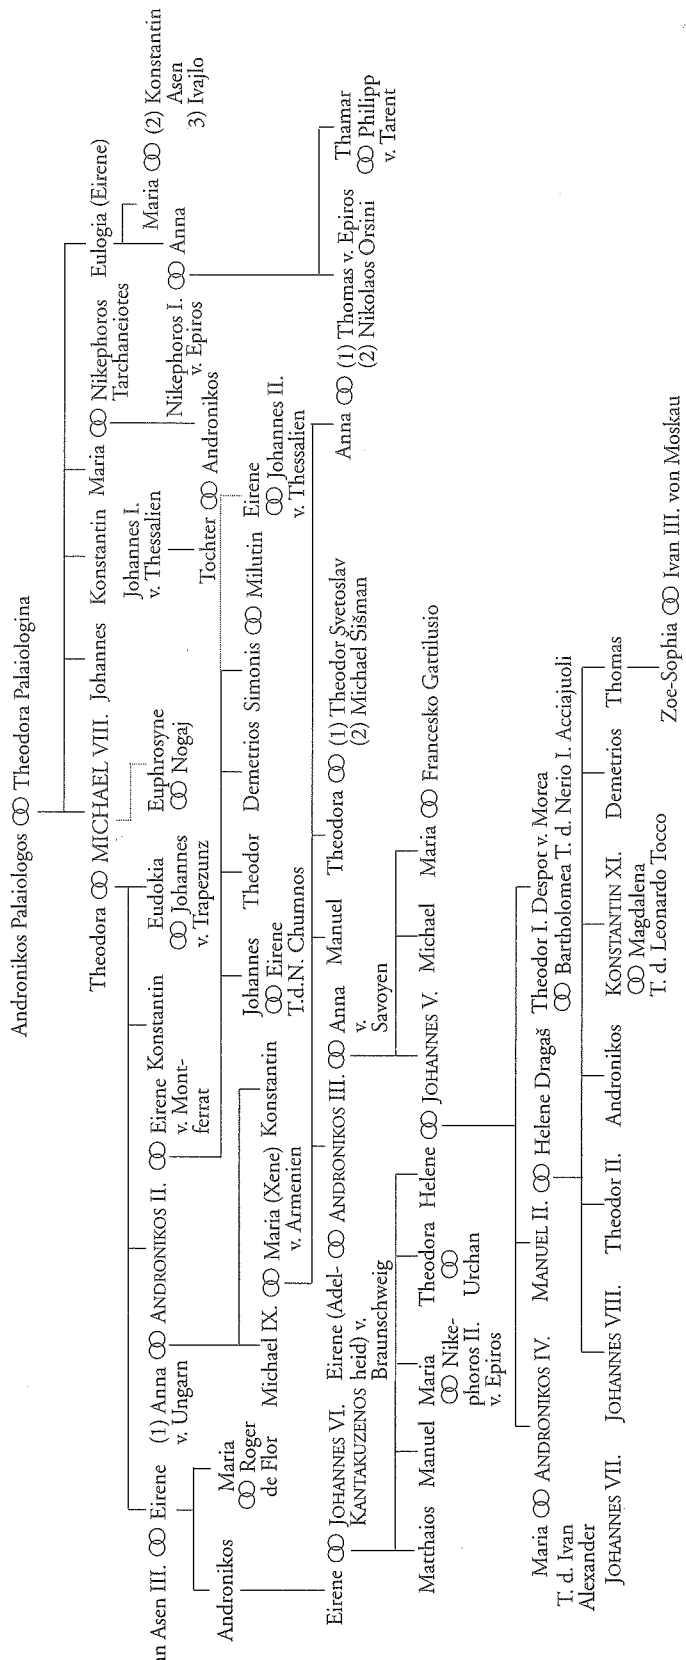 Andronikos Palaiologos ⚭ Theodora Palaiologina
Theodora ⚭ MICHAEL VIII.
Johannes
Konstantin
Maria ⚭ Nikephoros
Tarchaneiotes
Eulogia (Eirene)
an Asen III. ⚭ Eirene
(1) Anna ⚭ ANDRONIKOS II. ⚭ Eirene
v. Ungarn
v. Mont-
ferrat
Konstantin
Eudokia
⚭ Johannes
v. Trapezunz
Euphrosyne
⚭ Nogaj
Johannes I.
v. Thessalien
Nikephoros I. ⚭ Anna
v. Epiros
Maria ⚭ (2) Konstantin
Asen
3) Ivajlo
Tochter ⚭ Andronikos
Andronikos
Maria
⚭ Roger
de Flor
Michael IX. ⚭ Maria (Xene)
v. Armenien
Konstantin
Johannes
⚭ Eirene
T.d.N. Chumnos
Theodor
Demetrios
Simonis ⚭ Milutin
Eirene
⚭ Johannes II.
v. Thessalien
Eirene ⚭ JOHANNES VI.
KANTAKUZENOS
Eirene (Adel-
heid) v.
Braunschweig
⚭ ANDRONIKOS III. ⚭ Anna
v.
Savoyen
Manuel
Theodora ⚭ (1) Theodor Svetoslav
(2) Michael Šišman
Anna ⚭ (1) Thomas v. Epiros
(2) Nikolaos Orsini
Thamar
⚭ Philipp
v. Tarent
Matthaios
Manuel
Maria
⚭ Nike-
phoros II.
v. Epiros
Theodora
⚭
Urchan
Helene ⚭ JOHANNES V.
Michael
Maria ⚭ Francesko Gattilusio
Maria ⚭ ANDRONIKOS IV.
T. d. Ivan
Alexander
MANUEL II. ⚭ Helene Dragaš
Theodor I. Despot v. Morea
⚭ Bartholomea T. d. Nerio I. Acciajuoli
JOHANNES VII.
JOHANNES VIII.
Theodor II.
Andronikos
KONSTANTIN XI.
⚭ Magdalena
T. d. Leonardo Tocco
Demetrios
Thomas
Zoe-Sophia ⚭ Ivan III. von Moskau